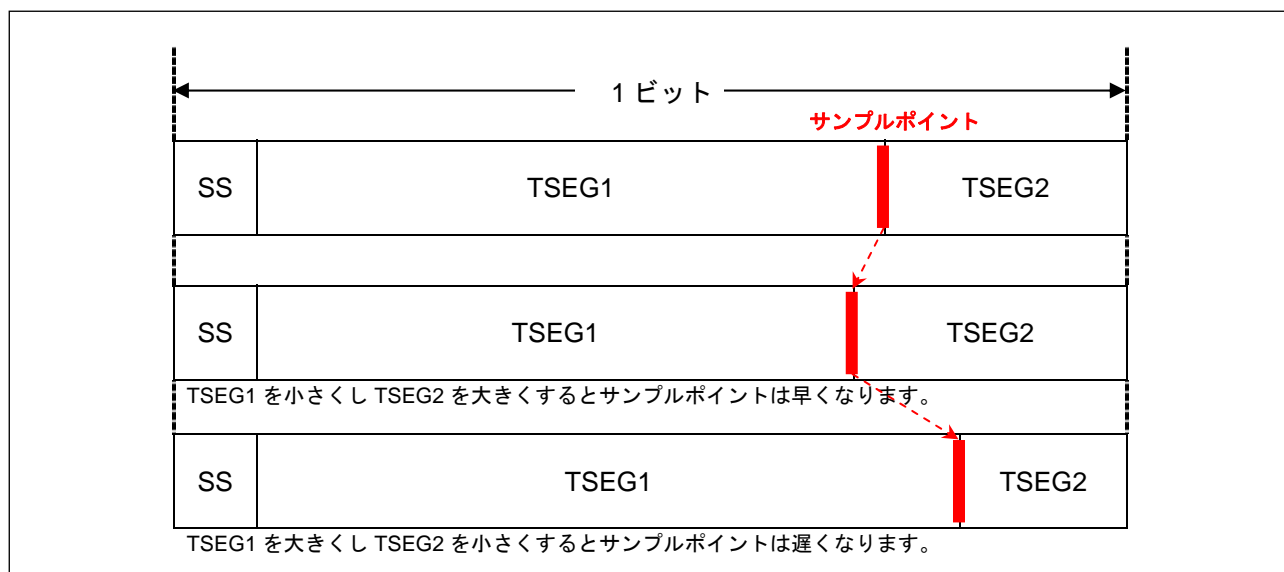 1 ビット
サンプルポイント
SS TSEG1 TSEG2
SS TSEG1 TSEG2
TSEG1 を小さくし TSEG2 を大きくするとサンプルポイントは早くなります。
SS TSEG1 TSEG2
TSEG1 を大きくし TSEG2 を小さくするとサンプルポイントは遅くなります。